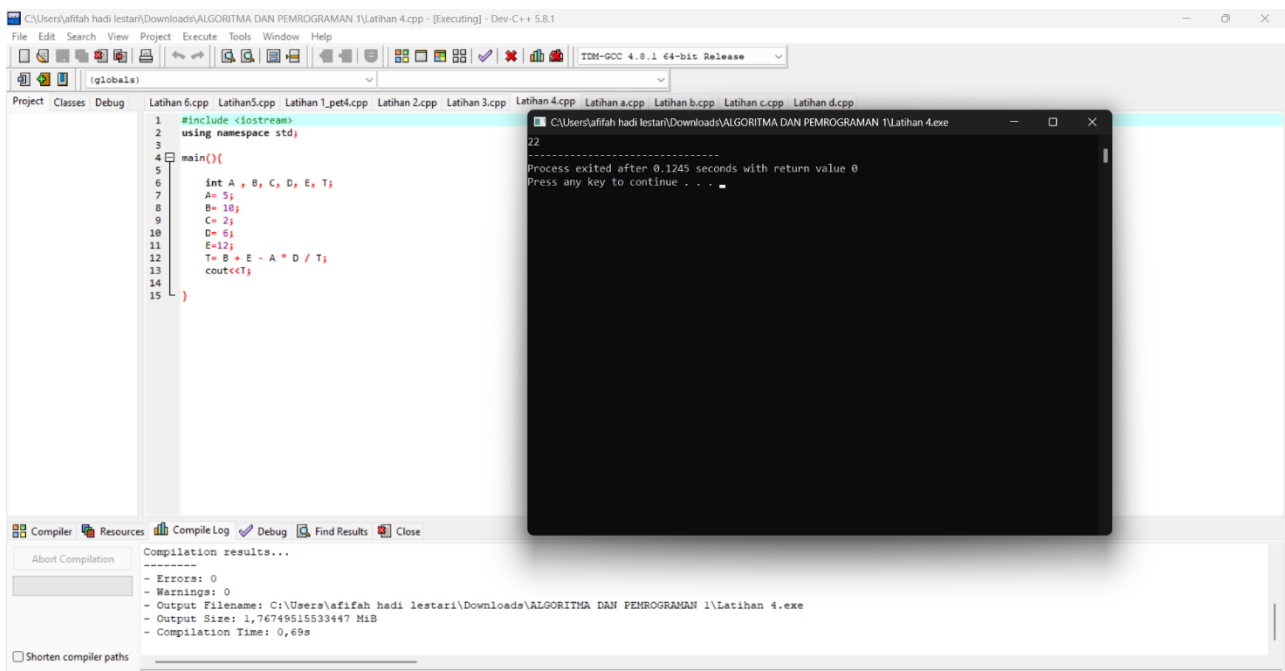 C:\Users\afifah hadi lestari\Downloads\ALGORITMA DAN PEMROGRAMAN 1\Latihan 4.cpp - [Executing] - Dev-C++ 5.8.1
File Edit Search View Project Execute Tools Window Help
TDM-GCC 4.8.1 64-bit Release
(globals)
Project Classes Debug
Latihan 6.cpp Latihan5.cpp Latihan 1_pet4.cpp Latihan 2.cpp Latihan 3.cpp Latihan 4.cpp Latihan a.cpp Latihan b.cpp Latihan c.cpp Latihan d.cpp
1 #include <iostream>
2 using namespace std;
3
4 main(){
5
6 int A , B, C, D, E, T;
7 A= 5;
8 B= 10;
9 C= 2;
10 D= 6;
11 E=12;
12 T= B + E - A * D / T;
13 cout<<T;
14
15 }
C:\Users\afifah hadi lestari\Downloads\ALGORITMA DAN PEMROGRAMAN 1\Latihan 4.exe
22
--------------------------------
Process exited after 0.1245 seconds with return value 0
Press any key to continue . . .
Compiler Resources Compile Log Debug Find Results Close
Abort Compilation
Shorten compiler paths
Compilation results...
--------
- Errors: 0
- Warnings: 0
- Output Filename: C:\Users\afifah hadi lestari\Downloads\ALGORITMA DAN PEMROGRAMAN 1\Latihan 4.exe
- Output Size: 1,76749515533447 MiB
- Compilation Time: 0,69s